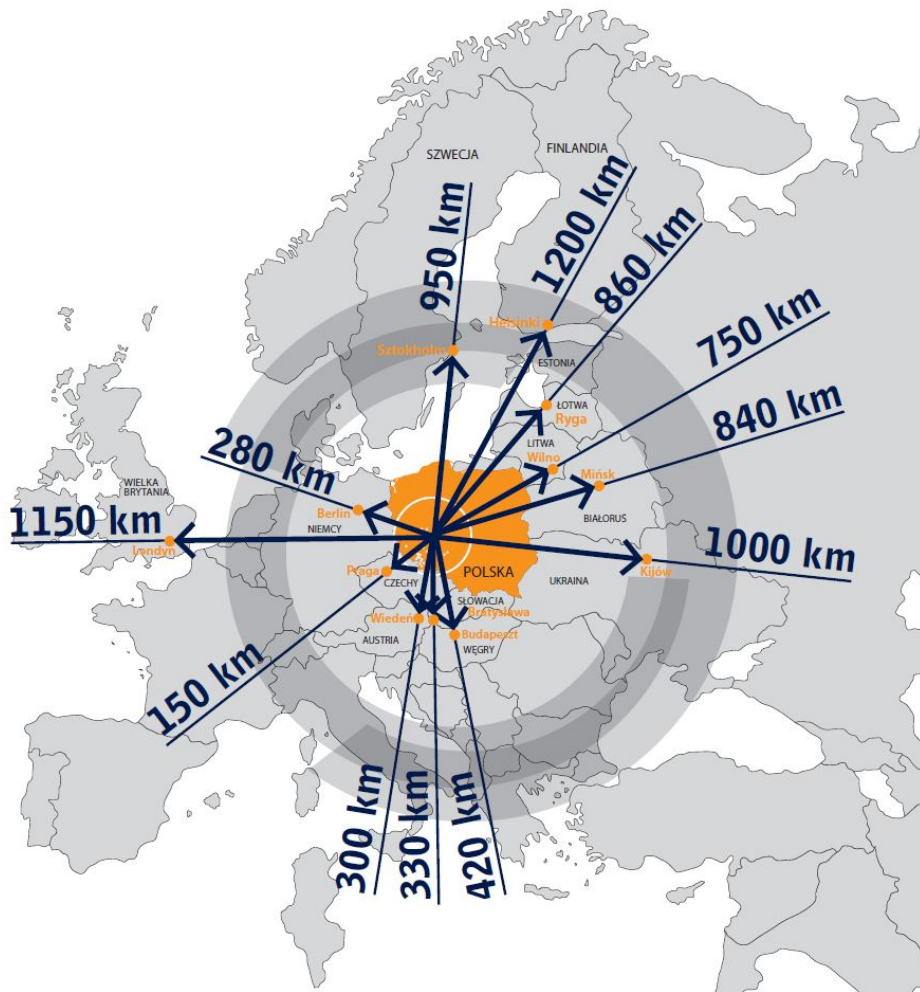 SZWECJA
FINLANDIA
950 km
1200 km
860 km
Helsinki
Sztokholm
ESTONIA
750 km
ŁOTWA
Ryga
840 km
LITWA
Wilno
280 km
Mińsk
WIELKA
BRYTANIA
Berlin
BIAŁORUŚ
1150 km
NIEMCY
Londyn
1000 km
Kijów
Praga
CZECHY
POLSKA
UKRAINA
SŁOWACJA
Bratysława
Wiedeń
Budapeszt
AUSTRIA
WĘGRY
150 km
300 km
330 km
420 km